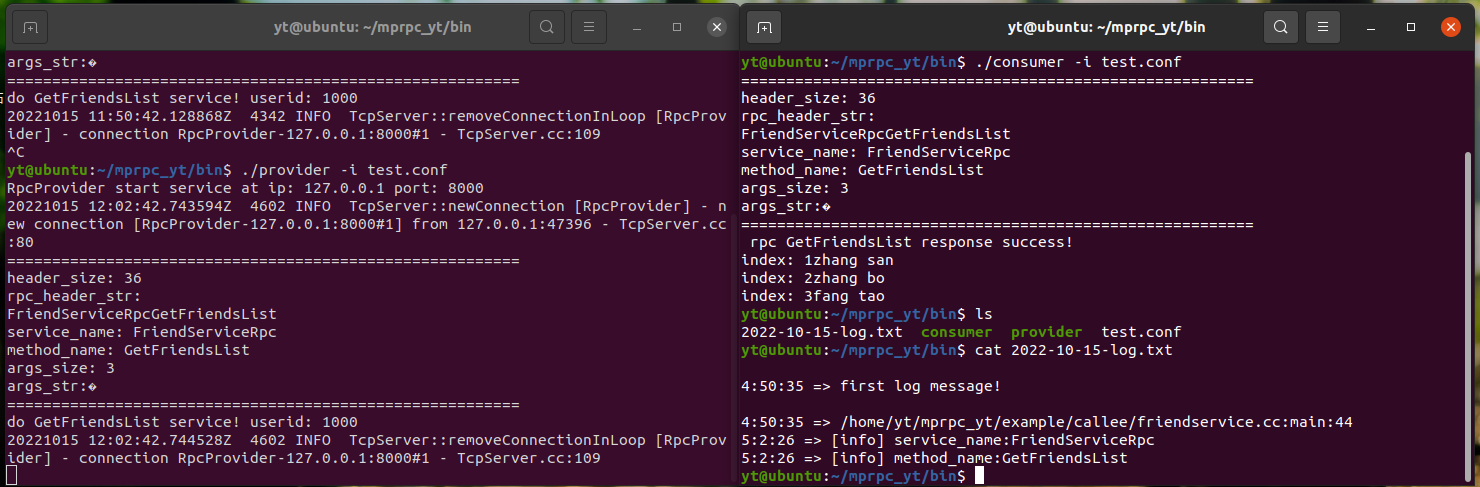 yt@ubuntu: ~/mprpc_yt/bin
args_str:�
=========================================================
do GetFriendsList service! userid: 1000
20221015 11:50:42.128868Z  4342 INFO  TcpServer::removeConnectionInLoop [RpcProv
ider] - connection RpcProvider-127.0.0.1:8000#1 - TcpServer.cc:109
^C
yt@ubuntu:~/mprpc_yt/bin$ ./provider -i test.conf
RpcProvider start service at ip: 127.0.0.1 port: 8000
20221015 12:02:42.743594Z  4602 INFO  TcpServer::newConnection [RpcProvider] - n
ew connection [RpcProvider-127.0.0.1:8000#1] from 127.0.0.1:47396 - TcpServer.cc
:80
=========================================================
header_size: 36
rpc_header_str:
FriendServiceRpcGetFriendsList
service_name: FriendServiceRpc
method_name: GetFriendsList
args_size: 3
args_str:�
=========================================================
do GetFriendsList service! userid: 1000
20221015 12:02:42.744528Z  4602 INFO  TcpServer::removeConnectionInLoop [RpcProv
ider] - connection RpcProvider-127.0.0.1:8000#1 - TcpServer.cc:109
yt@ubuntu: ~/mprpc_yt/bin
yt@ubuntu:~/mprpc_yt/bin$ ./consumer -i test.conf
=========================================================
header_size: 36
rpc_header_str:
FriendServiceRpcGetFriendsList
service_name: FriendServiceRpc
method_name: GetFriendsList
args_size: 3
args_str:�
=========================================================
 rpc GetFriendsList response success!
index: 1zhang san
index: 2zhang bo
index: 3fang tao
yt@ubuntu:~/mprpc_yt/bin$ ls
2022-10-15-log.txt  consumer  provider  test.conf
yt@ubuntu:~/mprpc_yt/bin$ cat 2022-10-15-log.txt
4:50:35 => first log message!
4:50:35 => /home/yt/mprpc_yt/example/callee/friendservice.cc:main:44
5:2:26 => [info] service_name:FriendServiceRpc
5:2:26 => [info] method_name:GetFriendsList
yt@ubuntu:~/mprpc_yt/bin$